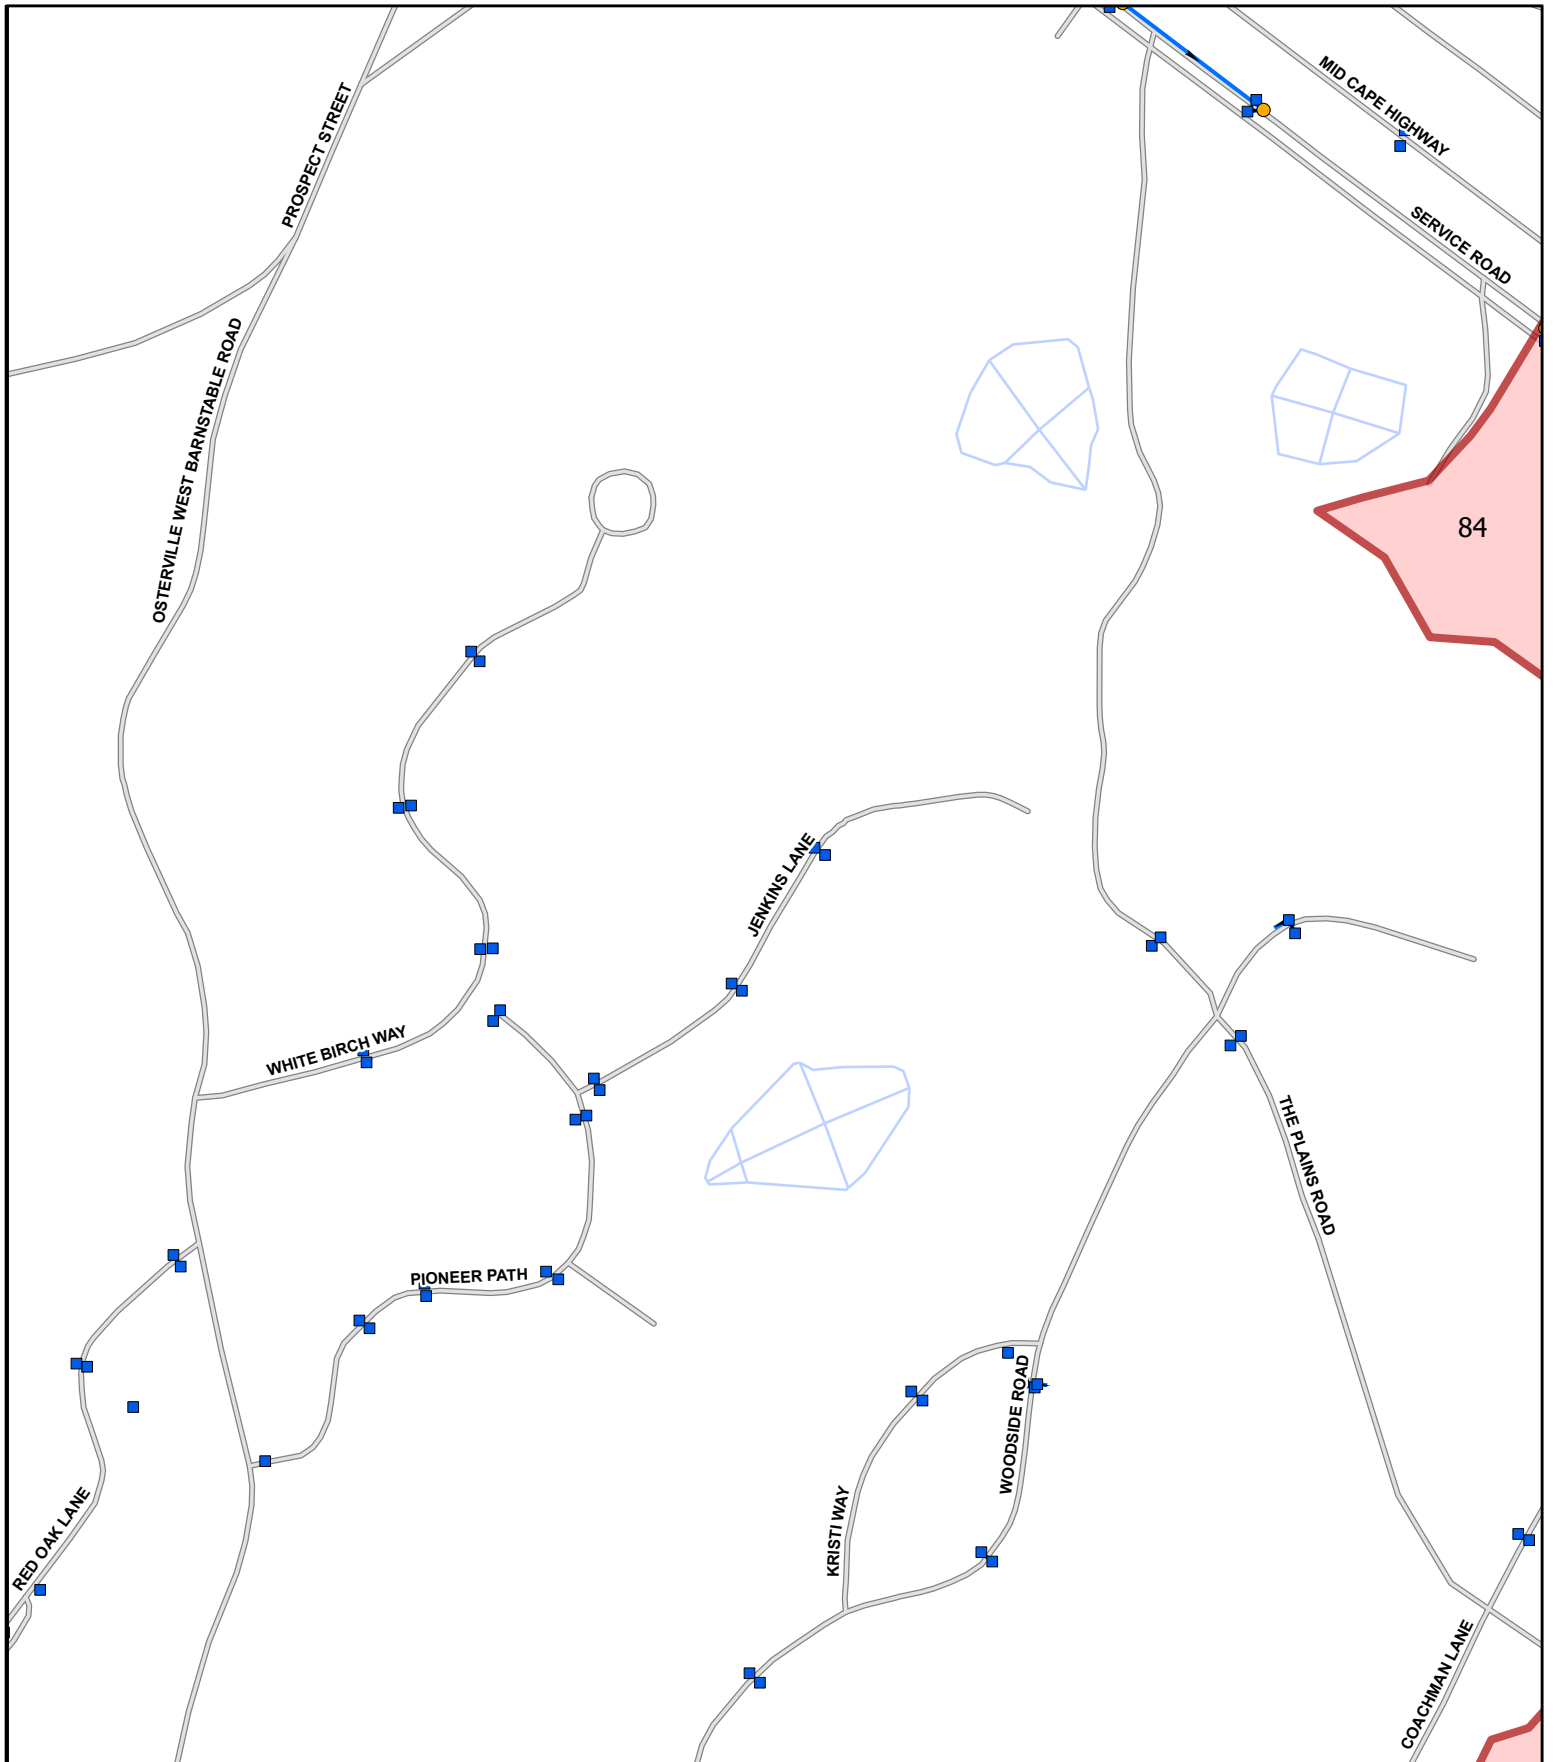 MID CAPE HIGHWAY
PROSPECT STREET
SERVICE ROAD
OSTERVILLE WEST BARNSTABLE ROAD
84
JENKINS LANE
WHITE BIRCH WAY
THE PLAINS ROAD
PIONEER PATH
WOODSIDE ROAD
KRISTI WAY
RED OAK LANE
COACHMAN LANE